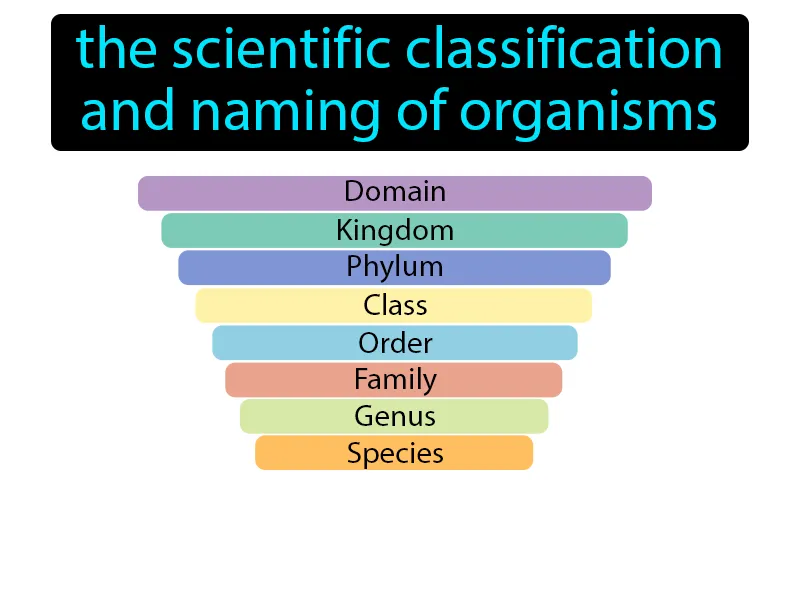 the scientific classification
and naming of organisms
Domain
Kingdom
Phylum
Class
Order
Family
Genus
Species